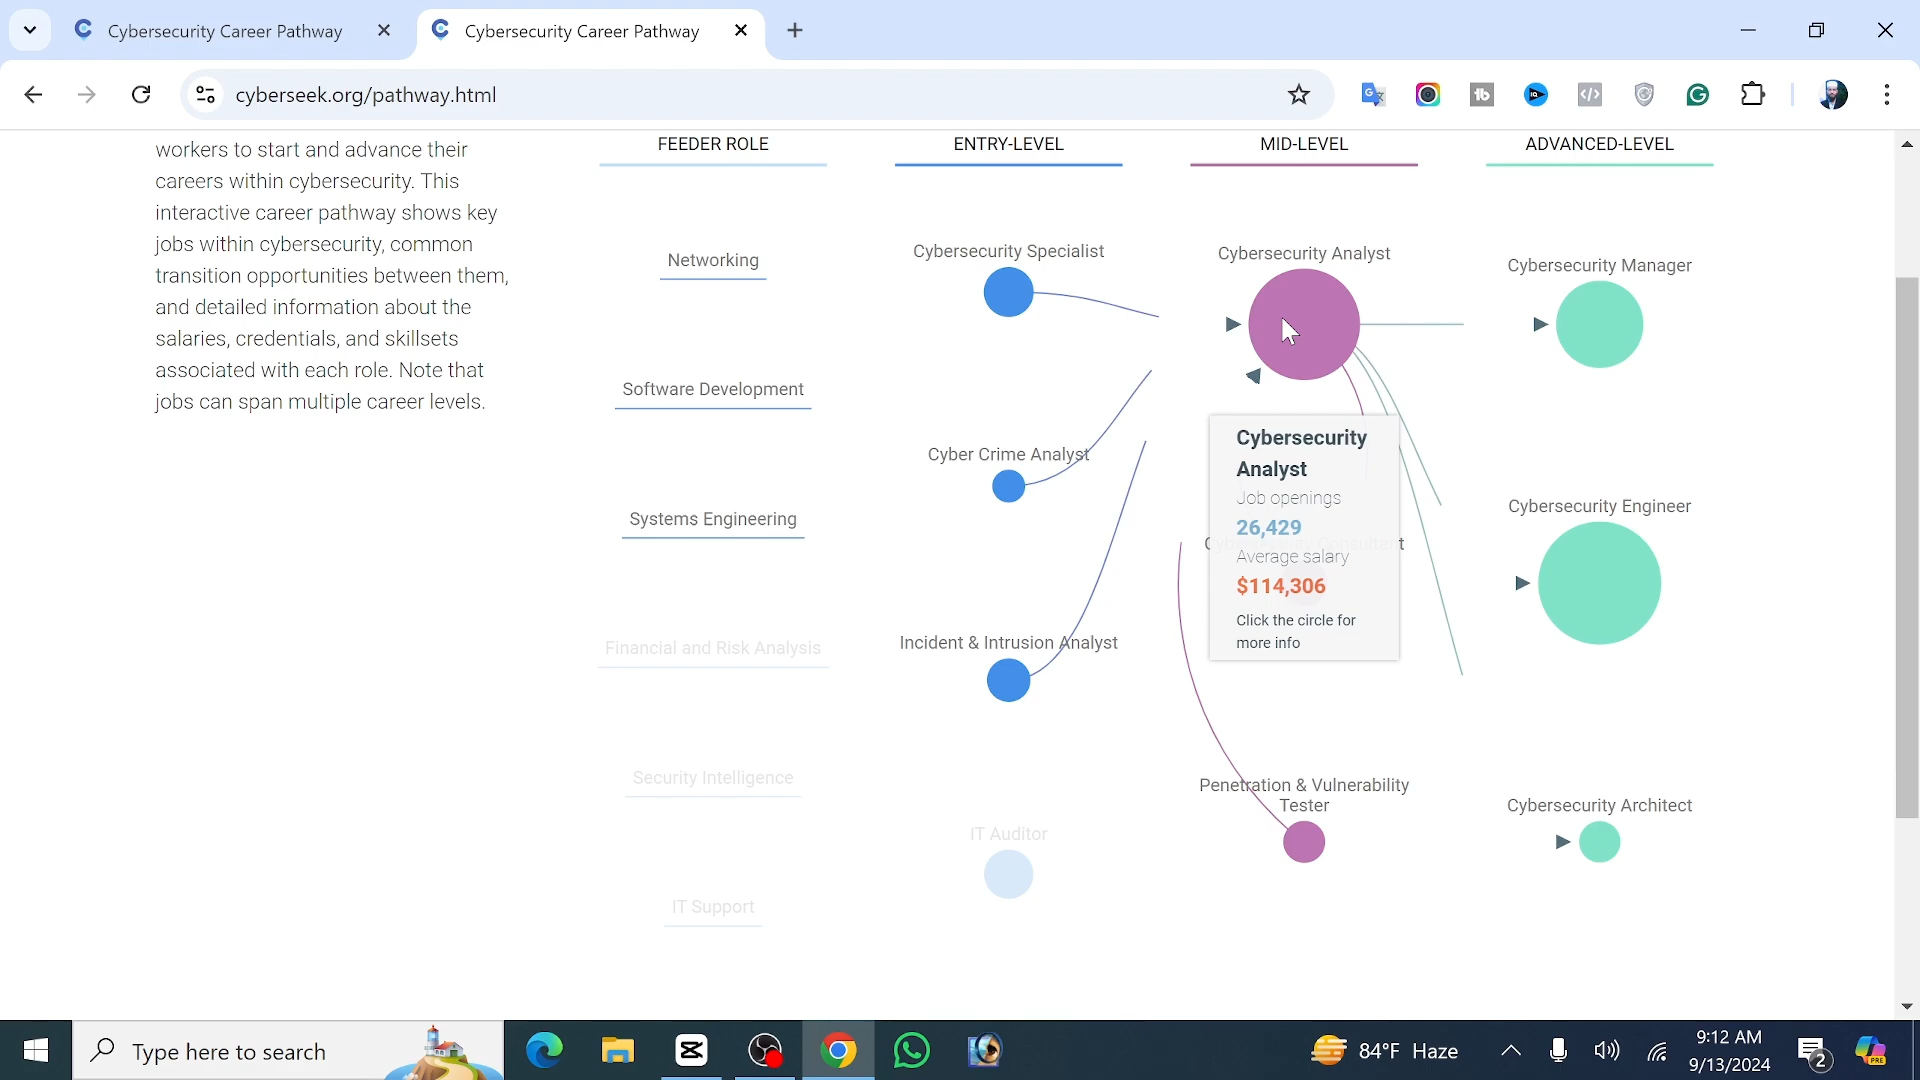 Cybersecurity Career Pathway
Cybersecurity Career Pathway
cyberseek.org/pathway.html
workers to start and advance their
careers within cybersecurity. This
interactive career pathway shows key
jobs within cybersecurity, common
transition opportunities between them,
and detailed information about the
salaries, credentials, and skillsets
associated with each role. Note that
jobs can span multiple career levels.
FEEDER ROLE
Networking
Software Development
Systems Engineering
Financial and Risk Analysis
Security Intelligence
IT Support
ENTRY-LEVEL
Cybersecurity Specialist
Cyber Crime Analyst
Incident & Intrusion Analyst
IT Auditor
MID-LEVEL
Cybersecurity Analyst
Cybersecurity
Analyst
Job openings
26,429
Average salary
$114,306
Click the circle for
more info
Penetration & Vulnerability
Tester
ADVANCED-LEVEL
Cybersecurity Manager
Cybersecurity Engineer
Cybersecurity Architect
Type here to search
84°F Haze
9:12 AM
9/13/2024
2
PRE